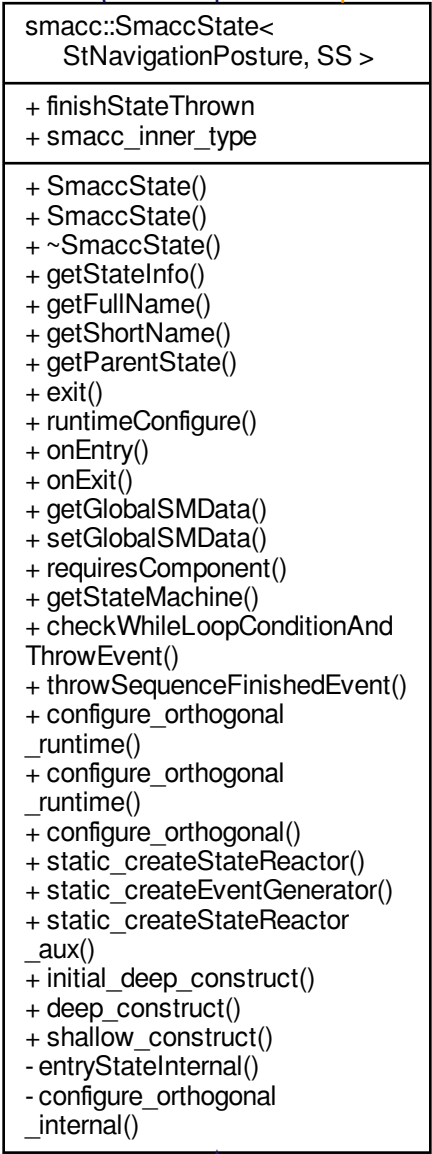 smacc::SmaccState<
StNavigationPosture, SS >
+ finishStateThrown
+ smacc_inner_type
+ SmaccState()
+ SmaccState()
+ ~SmaccState()
+ getStateInfo()
+ getFullName()
+ getShortName()
+ getParentState()
+ exit()
+ runtimeConfigure()
+ onEntry()
+ onExit()
+ getGlobalSMData()
+ setGlobalSMData()
+ requiresComponent()
+ getStateMachine()
+ checkWhileLoopConditionAnd
ThrowEvent()
+ throwSequenceFinishedEvent()
+ configure_orthogonal
_runtime()
+ configure_orthogonal
_runtime()
+ configure_orthogonal()
+ static_createStateReactor()
+ static_createEventGenerator()
+ static_createStateReactor
_aux()
+ initial_deep_construct()
+ deep_construct()
+ shallow_construct()
- entryStateInternal()
- configure_orthogonal
_internal()